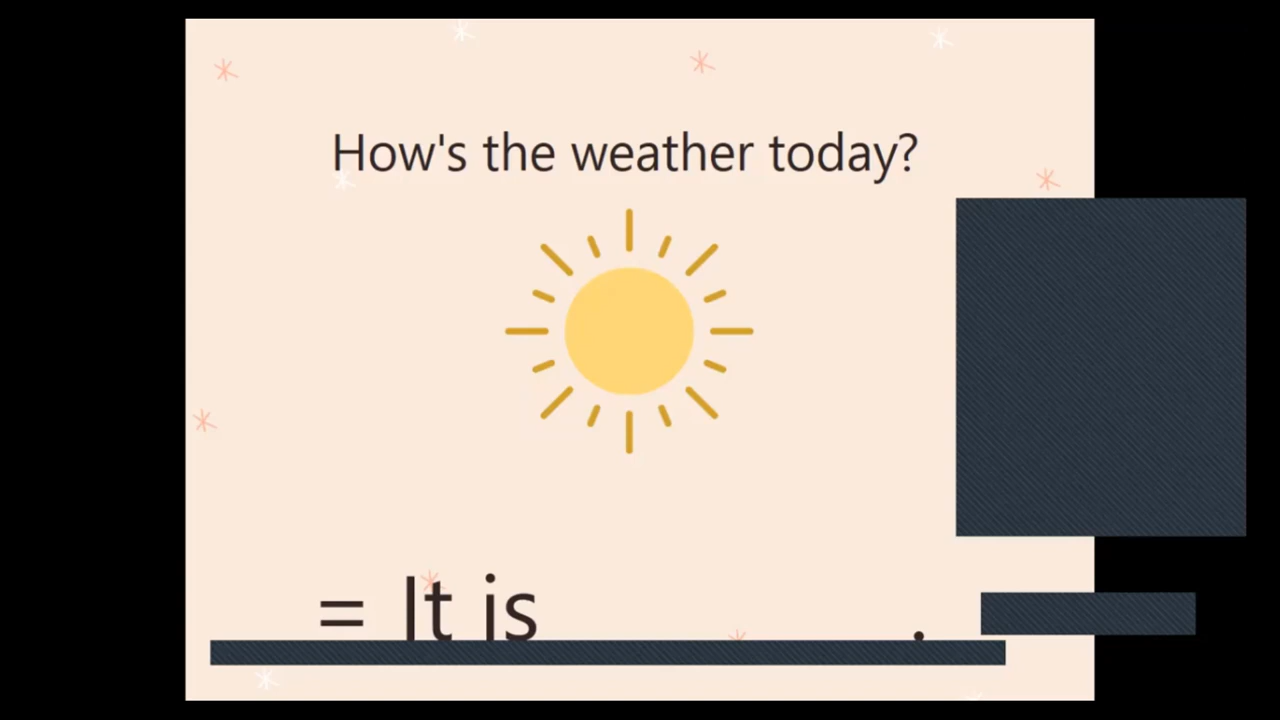 How's the weather today?
= It is .